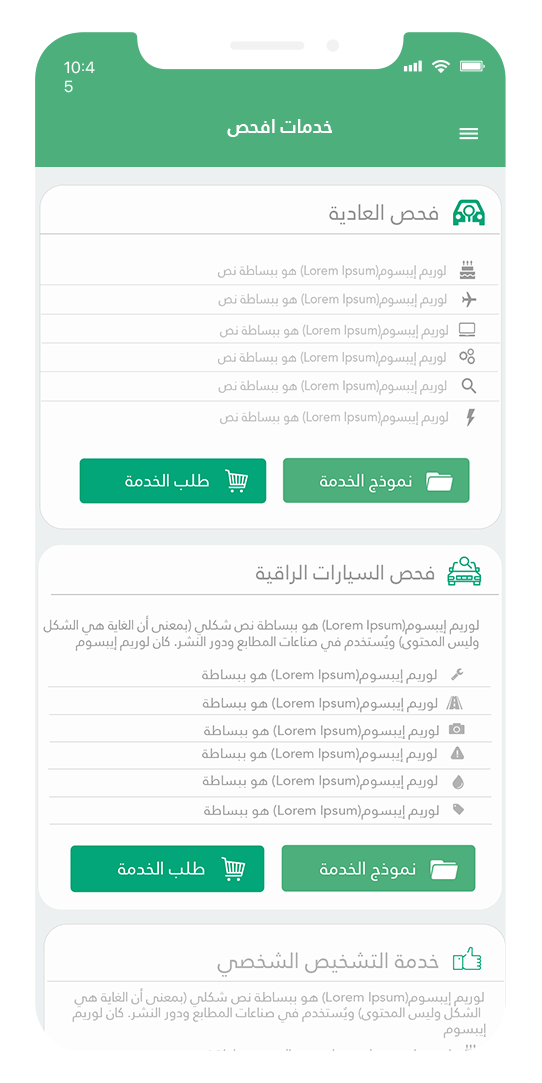 10:4
5
خدمات افحص
فحص العادية
لوريم إيبسوم(Lorem Ipsum) هو ببساطة نص
لوريم إيبسوم(Lorem Ipsum) هو ببساطة نص
لوريم إيبسوم(Lorem Ipsum) هو ببساطة نص
لوريم إيبسوم(Lorem Ipsum) هو ببساطة نص
لوريم إيبسوم(Lorem Ipsum) هو ببساطة نص
لوريم إيبسوم(Lorem Ipsum) هو ببساطة نص
نموذج الخدمة
طلب الخدمة
فحص السيارات الراقية
لوريم إيبسوم(Lorem Ipsum) هو ببساطة نص شكلي (بمعنى أن الغاية هي الشكل
وليس المحتوى) ويُستخدم في صناعات المطابع ودور النشر. كان لوريم إيبسوم
لوريم إيبسوم(Lorem Ipsum) هو ببساطة
لوريم إيبسوم(Lorem Ipsum) هو ببساطة
لوريم إيبسوم(Lorem Ipsum) هو ببساطة
لوريم إيبسوم(Lorem Ipsum) هو ببساطة
لوريم إيبسوم(Lorem Ipsum) هو ببساطة
لوريم إيبسوم(Lorem Ipsum) هو ببساطة
نموذج الخدمة
طلب الخدمة
خدمة التشخيص الشخصي
لوريم إيبسوم(Lorem Ipsum) هو ببساطة نص شكلي (بمعنى أن الغاية هي
الشكل وليس المحتوى) ويُستخدم في صناعات المطابع ودور النشر. كان لوريم
إيبسوم